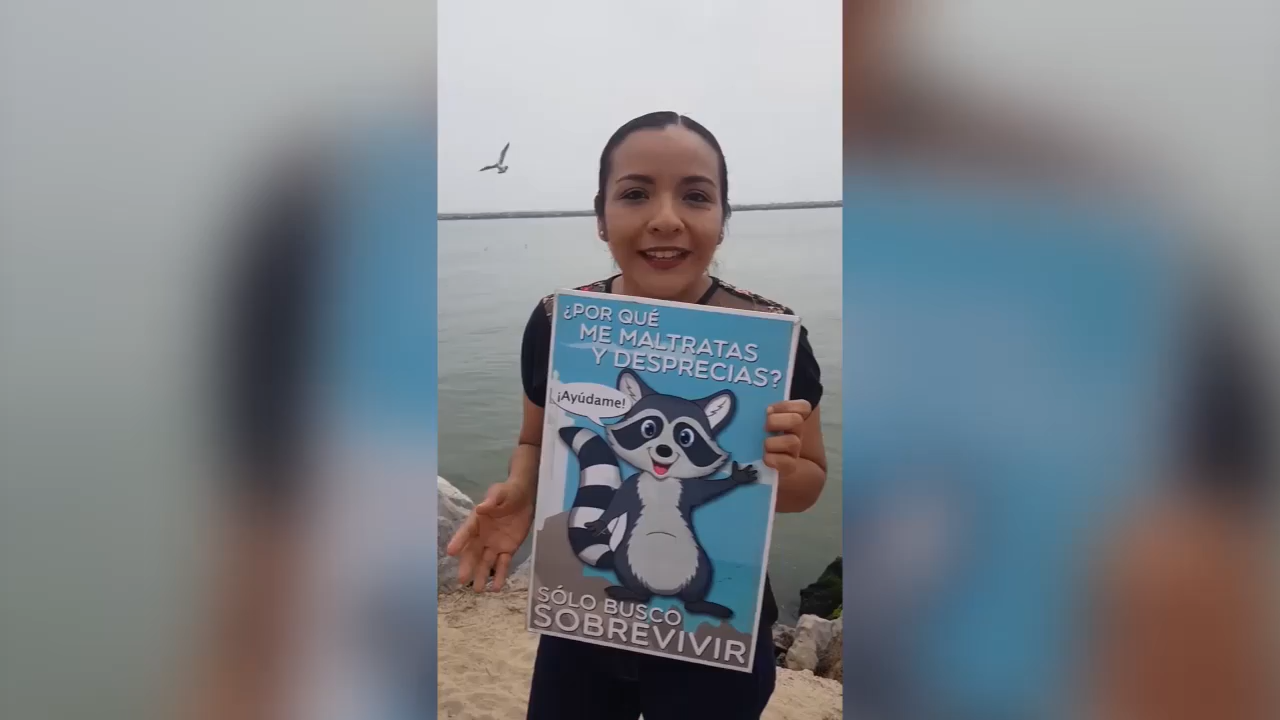 ¿POR QUÉ
ME MALTRATAS
Y DESPRECIAS?
¡Ayúdame!
SÓLO BUSCO
SOBREVIVIR